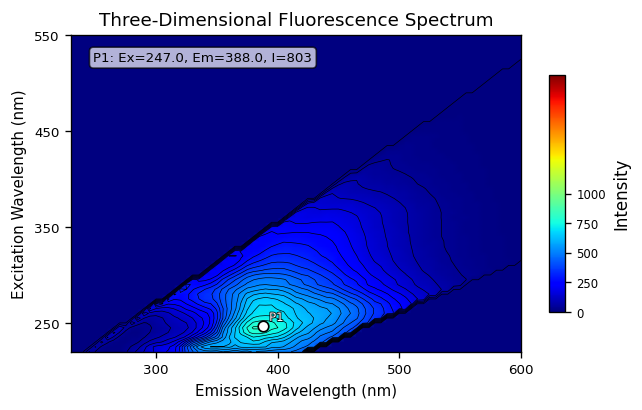 Three-Dimensional Fluorescence Spectrum
P1: Ex=247.0, Em=388.0, I=803
P1
Excitation Wavelength (nm)
550
450
350
250
300
400
500
600
Emission Wavelength (nm)
1000
750
500
250
0
Intensity